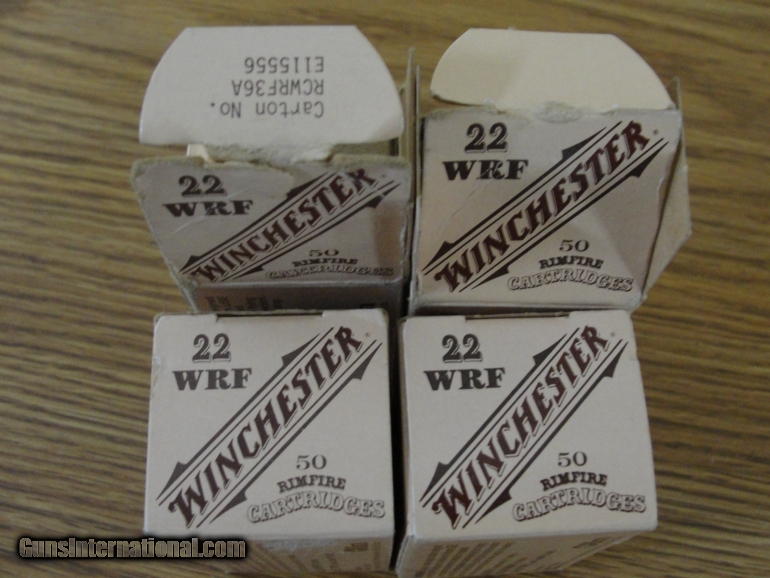 Carton No.
RCWRF36A
E115556
22
WRF
WINCHESTER
50
RIMFIRE
CARTRIDGES
22
WRF
WINCHESTER
50
RIMFIRE
CARTRIDGES
22
WRF
WINCHESTER
50
RIMFIRE
CARTRIDGES
22
WRF
WINCHESTER
50
RIMFIRE
CARTRIDGES
GunsInternational.com